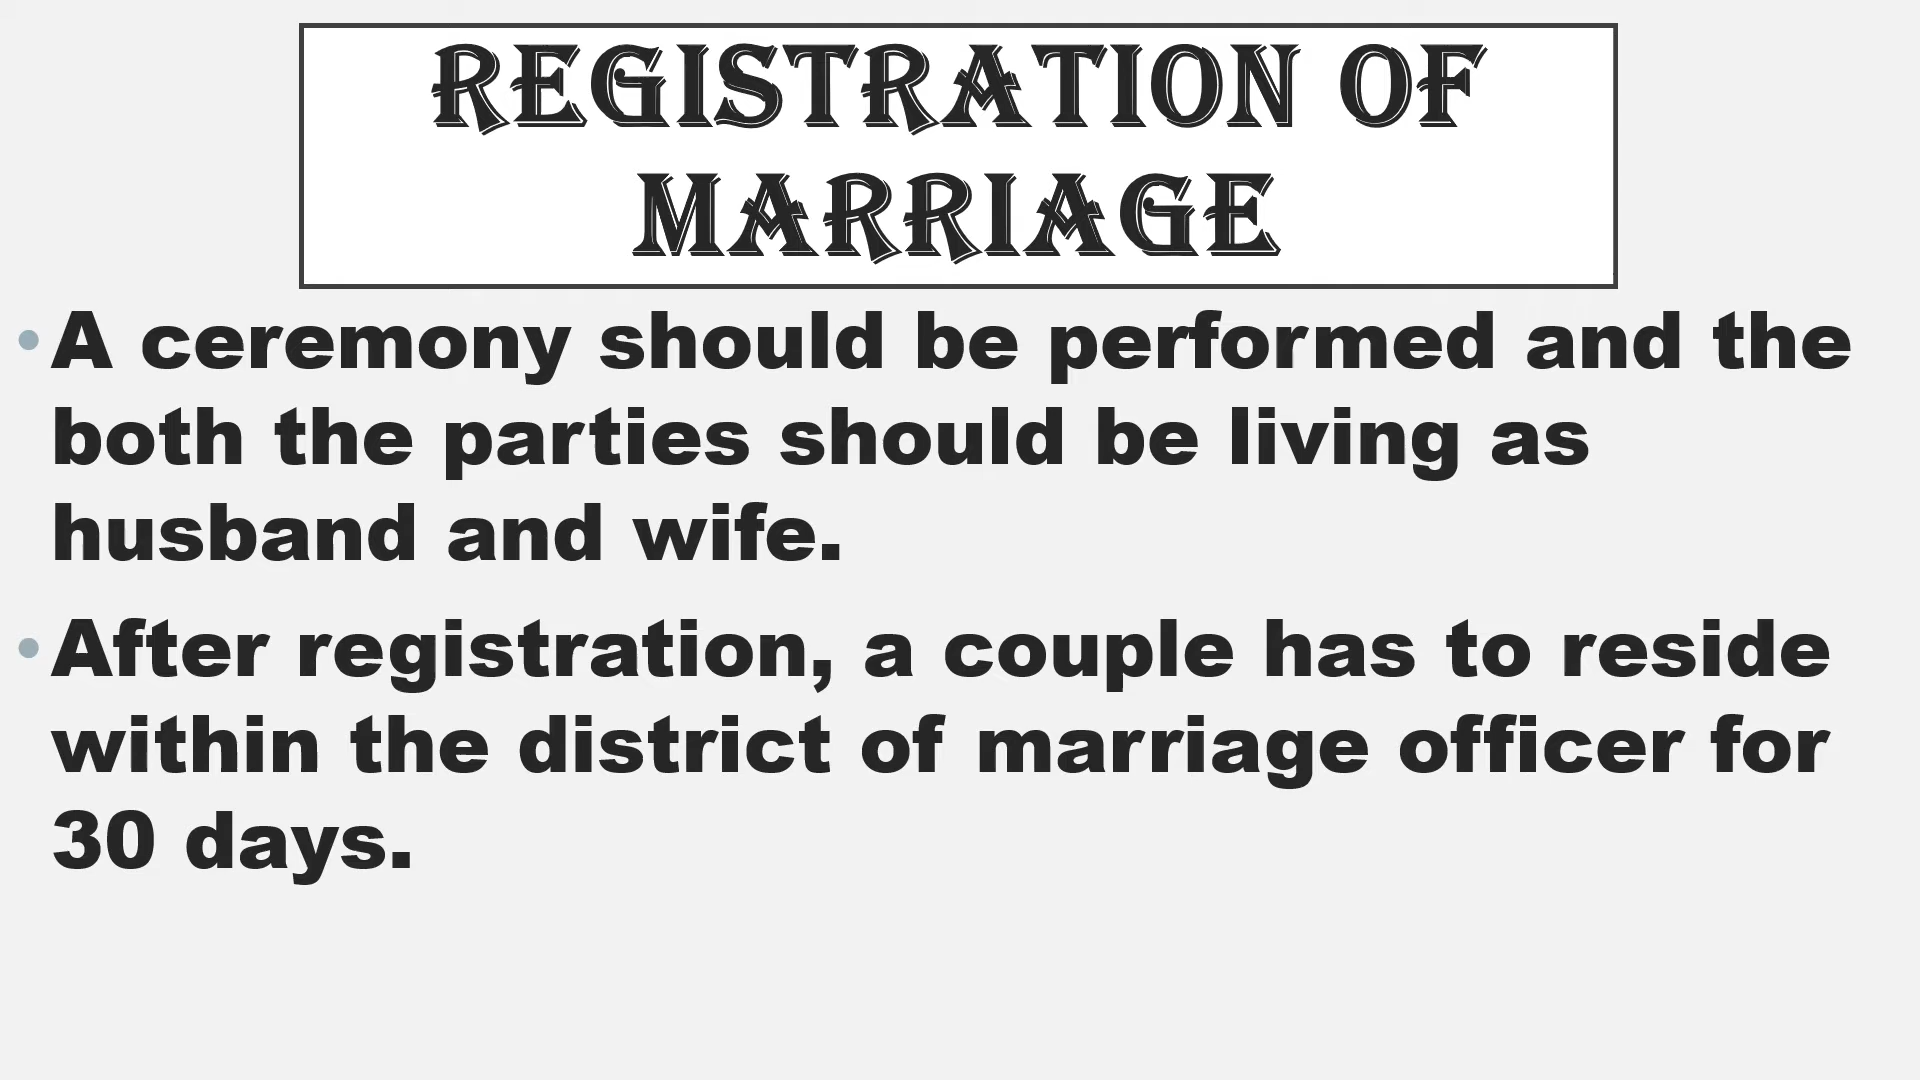 REGISTRATION OF
MARRIAGE
• A ceremony should be performed and the
both the parties should be living as
husband and wife.
• After registration, a couple has to reside
within the district of marriage officer for
30 days.